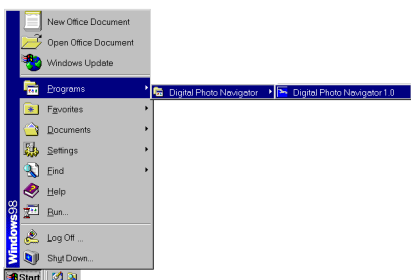 New Office Document
Open Office Document
Windows Update
Programs
Digital Photo Navigator
Digital Photo Navigator 1.0
Favorites
Documents
Settings
Find
Help
Run...
Log Off ...
Shut Down...
Windows98
Start